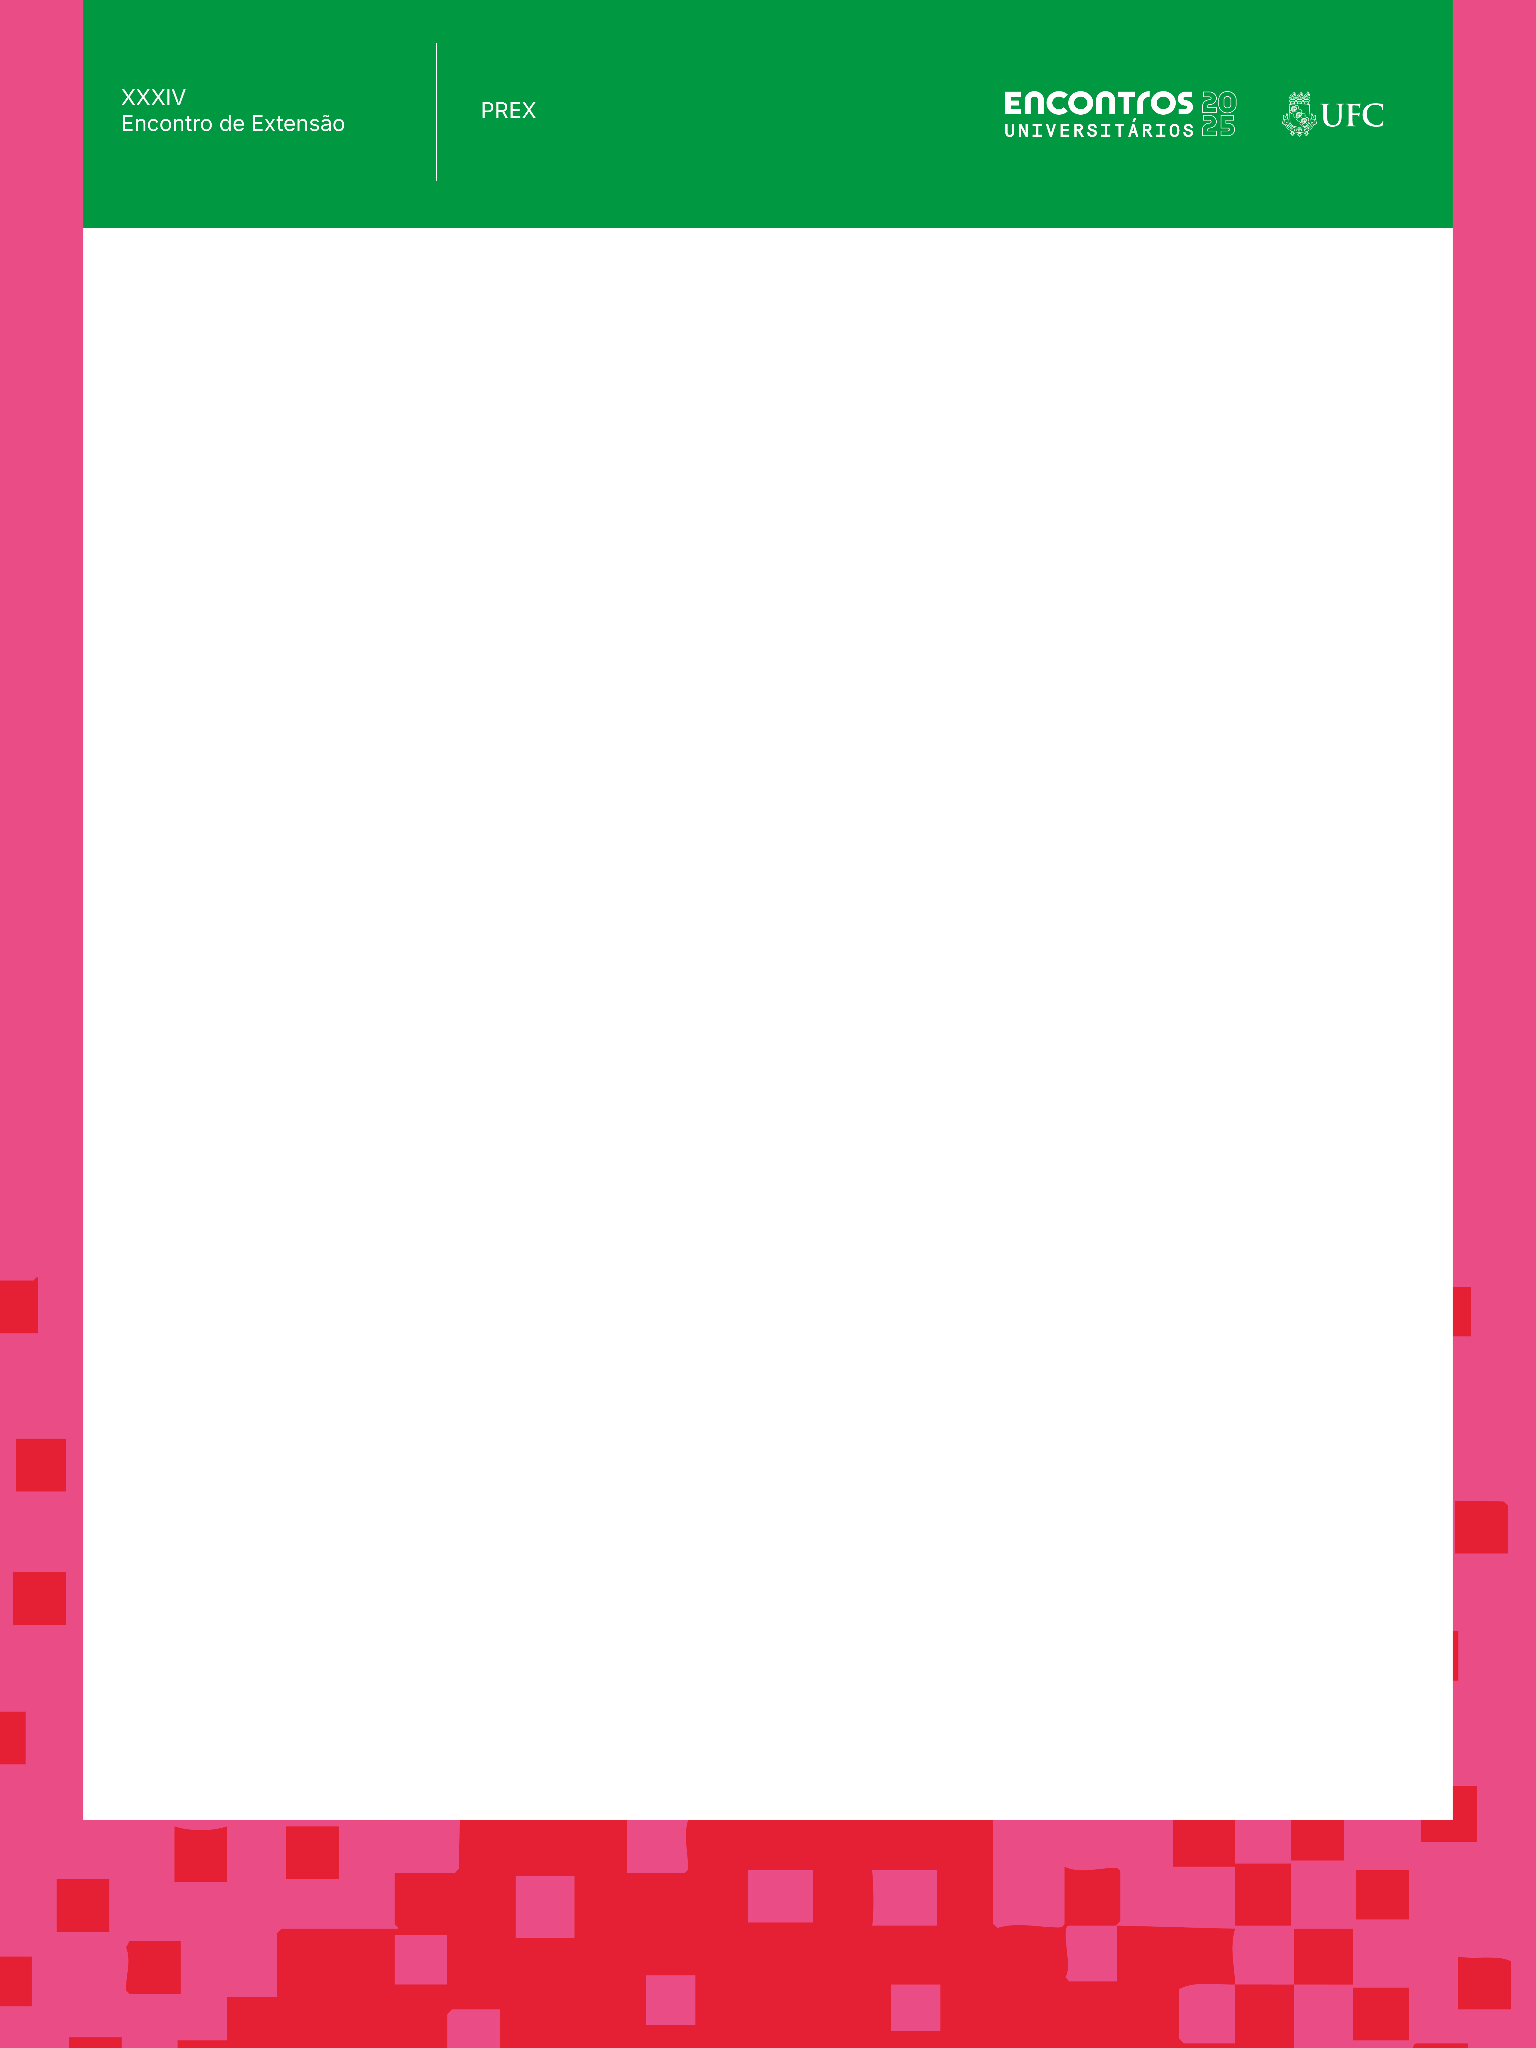 XXXIV
Encontro de Extensão
PREX
ENCONTROS 20
UNIVERSITÁRIOS 25
UFC